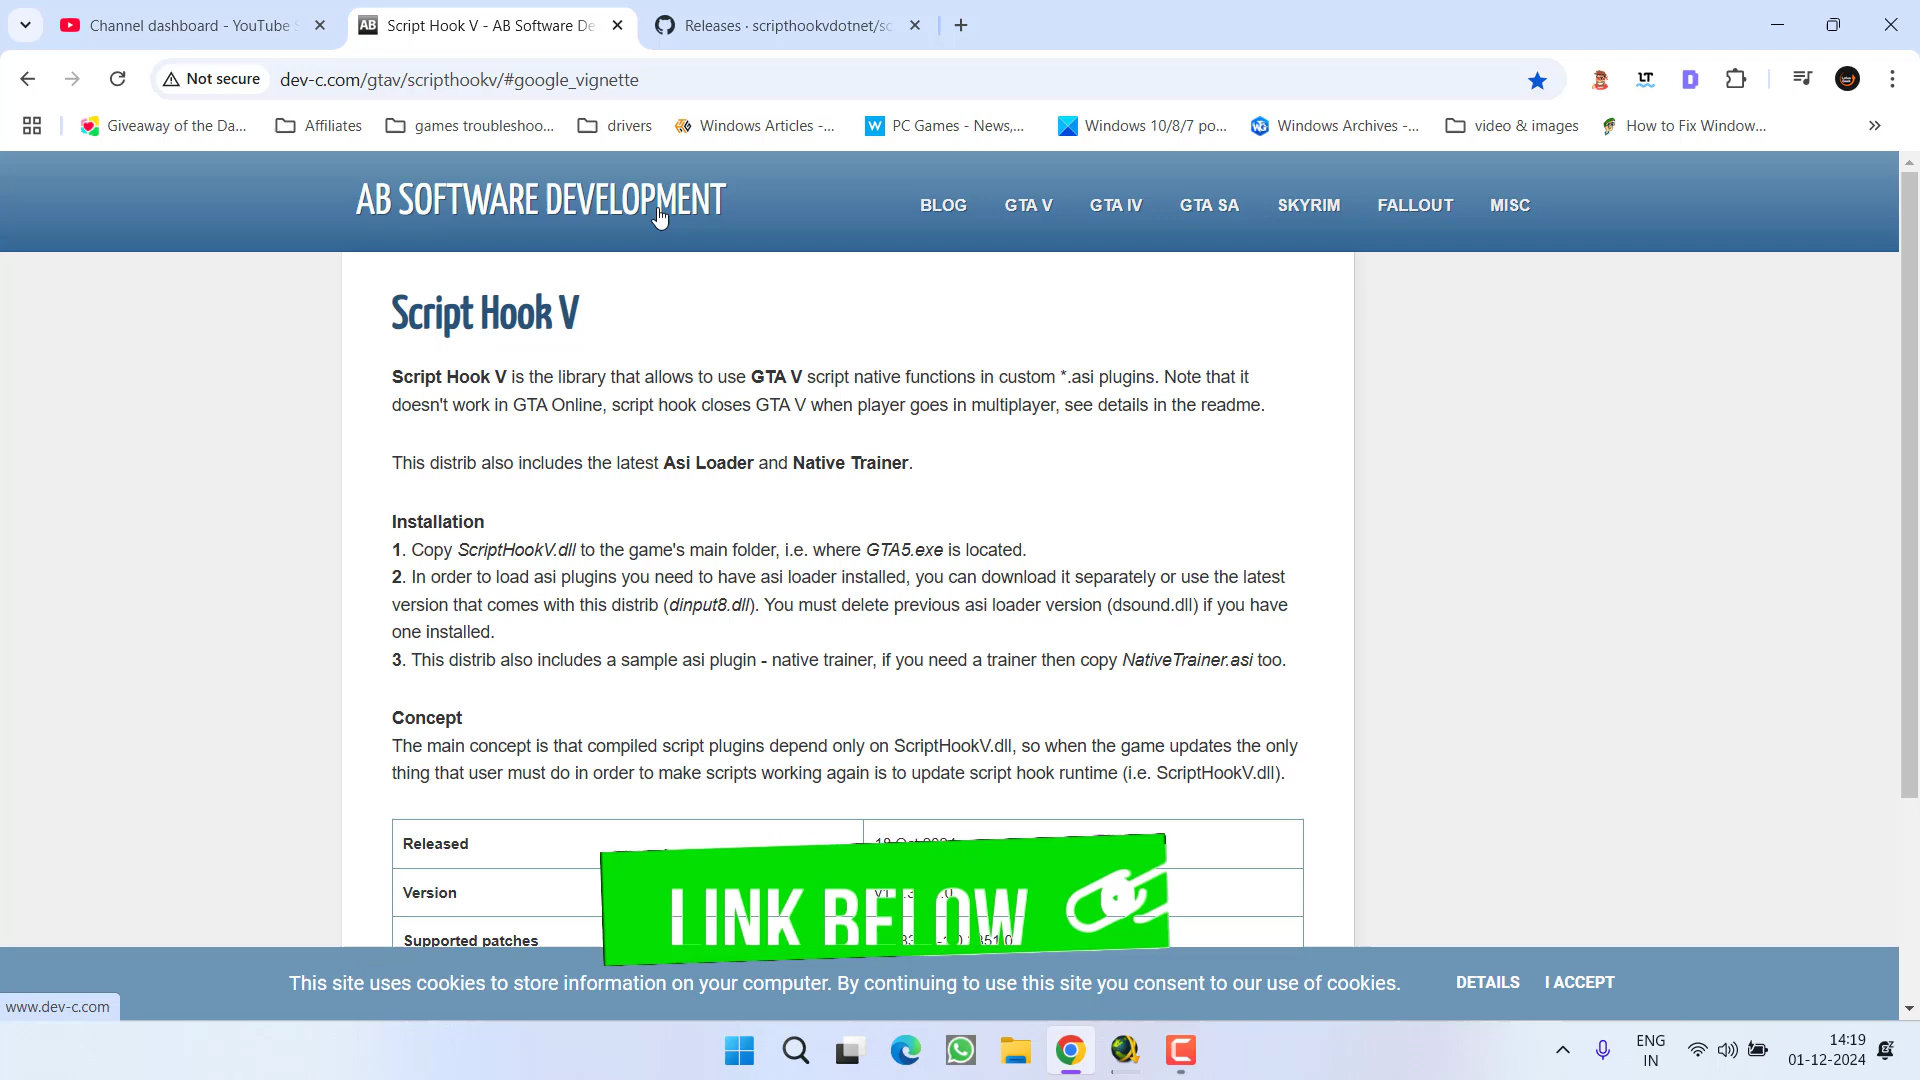 Channel dashboard - YouTube S
Script Hook V - AB Software De
Releases · scripthookvdotnet/sc
Not secure
dev-c.com/gtav/scripthookv/#google_vignette
Giveaway of the Da...
Affiliates
games troubleshoo...
drivers
Windows Articles -...
PC Games - News,...
Windows 10/8/7 po...
Windows Archives -...
video & images
How to Fix Window...
AB SOFTWARE DEVELOPMENT
BLOG
GTA V
GTA IV
GTA SA
SKYRIM
FALLOUT
MISC
Script Hook V
Script Hook V is the library that allows to use GTA V script native functions in custom *.asi plugins. Note that it
doesn't work in GTA Online, script hook closes GTA V when player goes in multiplayer, see details in the readme.
This distrib also includes the latest Asi Loader and Native Trainer.
Installation
1. Copy ScriptHookV.dll to the game's main folder, i.e. where GTA5.exe is located.
2. In order to load asi plugins you need to have asi loader installed, you can download it separately or use the latest
version that comes with this distrib (dinput8.dll). You must delete previous asi loader version (dsound.dll) if you have
one installed.
3. This distrib also includes a sample asi plugin - native trainer, if you need a trainer then copy NativeTrainer.asi too.
Concept
The main concept is that compiled script plugins depend only on ScriptHookV.dll, so when the game updates the only
thing that user must do in order to make scripts working again is to update script hook runtime (i.e. ScriptHookV.dll).
Released
Version
Supported patches
LINK BELOW
This site uses cookies to store information on your computer. By continuing to use this site you consent to our use of cookies.
DETAILS
I ACCEPT
www.dev-c.com
ENG
IN
14:19
01-12-2024